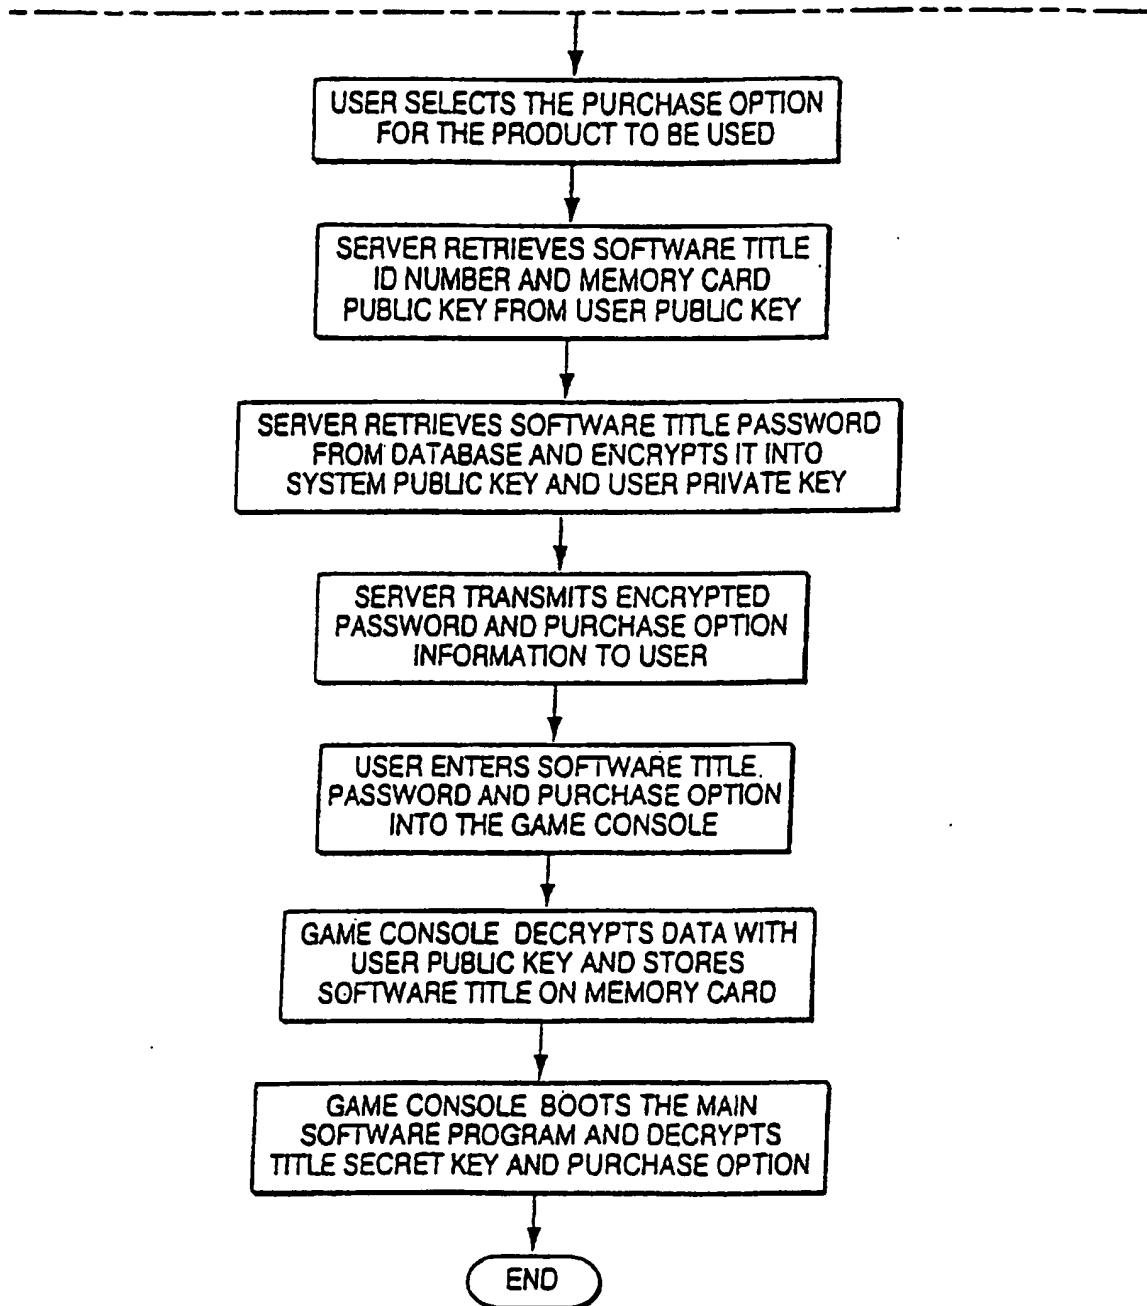 USER SELECTS THE PURCHASE OPTION
FOR THE PRODUCT TO BE USED
SERVER RETRIEVES SOFTWARE TITLE
ID NUMBER AND MEMORY CARD
PUBLIC KEY FROM USER PUBLIC KEY
SERVER RETRIEVES SOFTWARE TITLE PASSWORD
FROM DATABASE AND ENCRYPTS IT INTO
SYSTEM PUBLIC KEY AND USER PRIVATE KEY
SERVER TRANSMITS ENCRYPTED
PASSWORD AND PURCHASE OPTION
INFORMATION TO USER
USER ENTERS SOFTWARE TITLE.
PASSWORD AND PURCHASE OPTION
INTO THE GAME CONSOLE
GAME CONSOLE DECRYPTS DATA WITH
USER PUBLIC KEY AND STORES
SOFTWARE TITLE ON MEMORY CARD
GAME CONSOLE BOOTS THE MAIN
SOFTWARE PROGRAM AND DECRYPTS
TITLE SECRET KEY AND PURCHASE OPTION
END